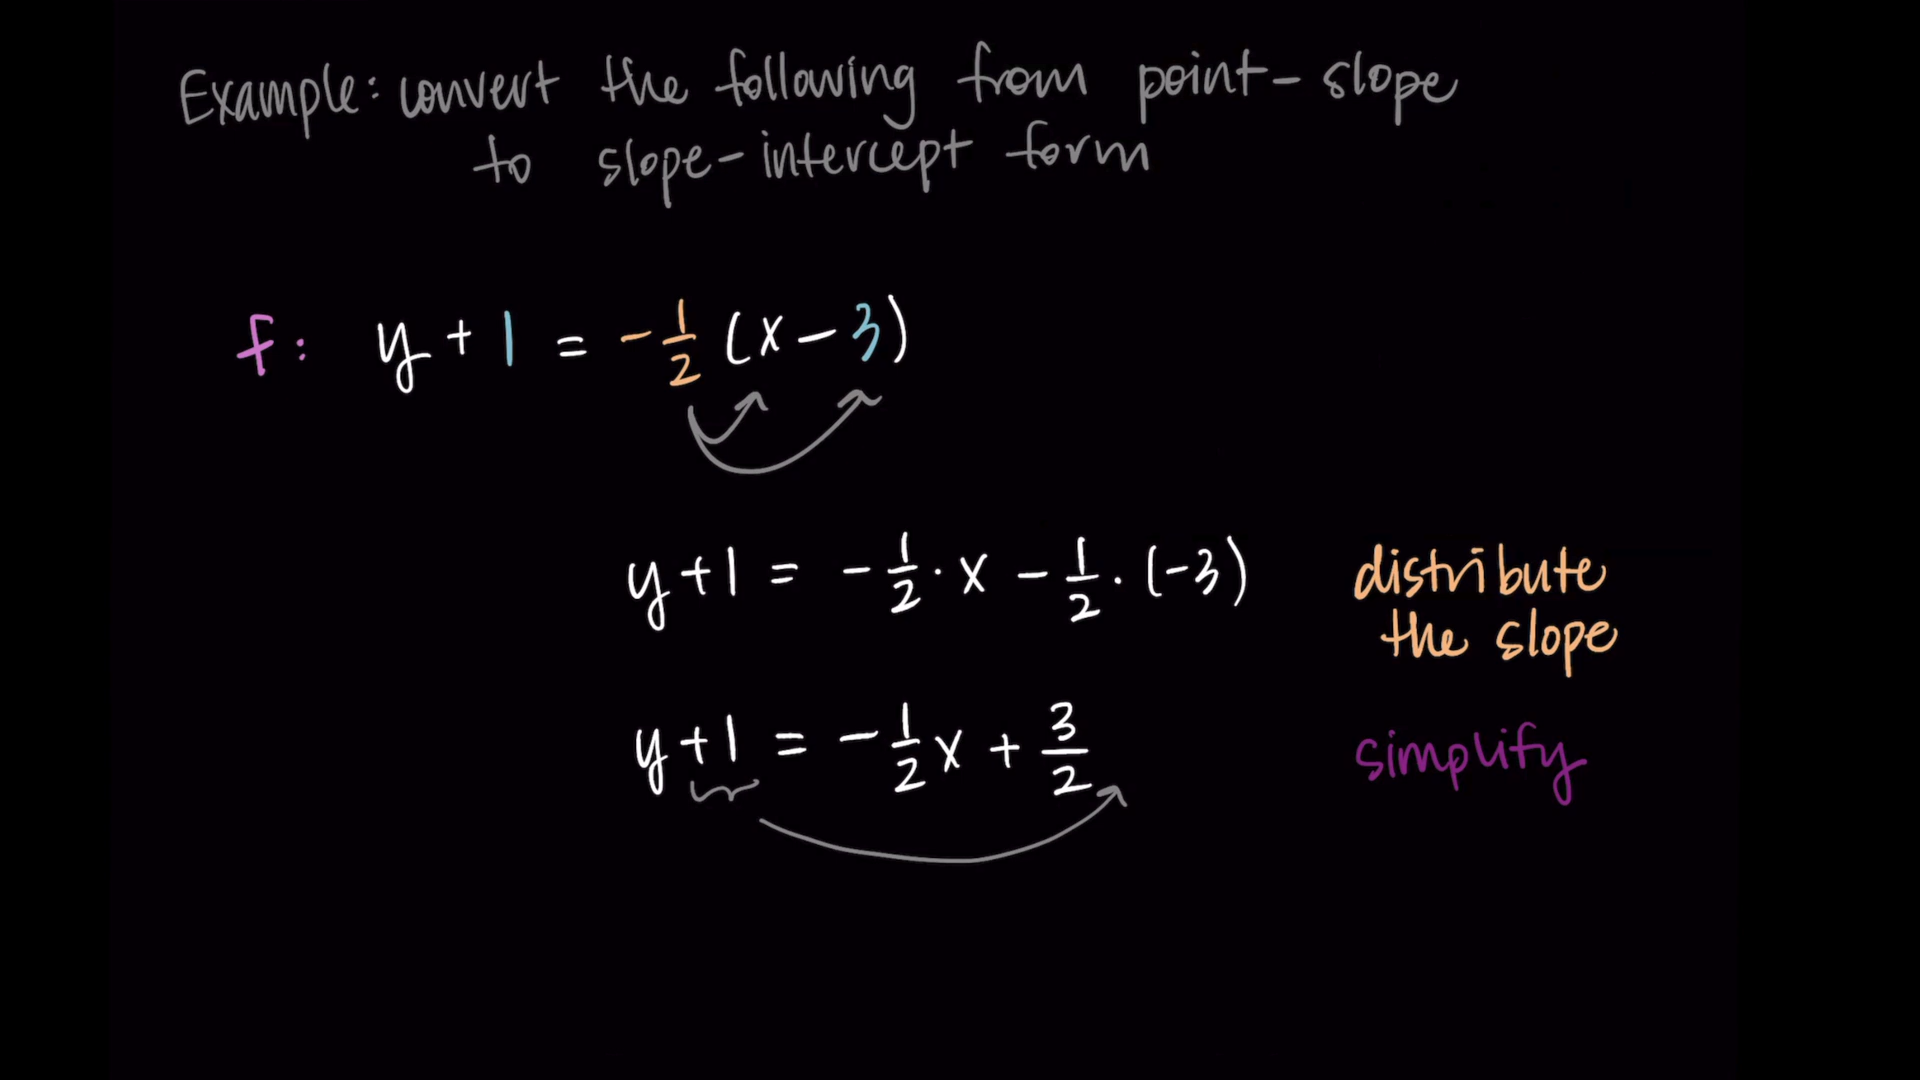 Example: convert the following from point-slope
to slope-intercept form
f: y + 1 = -1/2 (x - 3)
y + 1 = -1/2 · x - 1/2 · (-3) distribute
the slope
y + 1 = -1/2 x + 3/2 simplify